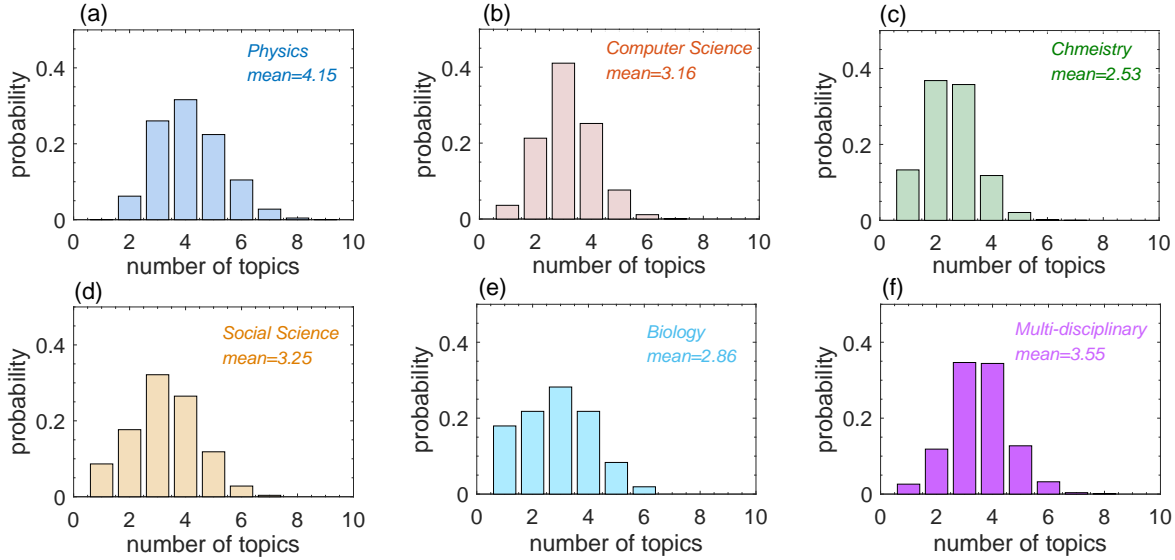 (a)
Physics
mean=4.15
probability
0.4
0.2
0
0 2 4 6 8 10
number of topics
(b)
Computer Science
mean=3.16
probability
0.4
0.2
0
0 2 4 6 8 10
number of topics
(c)
Chmeistry
mean=2.53
probability
0.4
0.2
0
0 2 4 6 8 10
number of topics
(d)
Social Science
mean=3.25
probability
0.4
0.2
0
0 2 4 6 8 10
number of topics
(e)
Biology
mean=2.86
probability
0.4
0.2
0
0 2 4 6 8 10
number of topics
(f)
Multi-disciplinary
mean=3.55
probability
0.4
0.2
0
0 2 4 6 8 10
number of topics